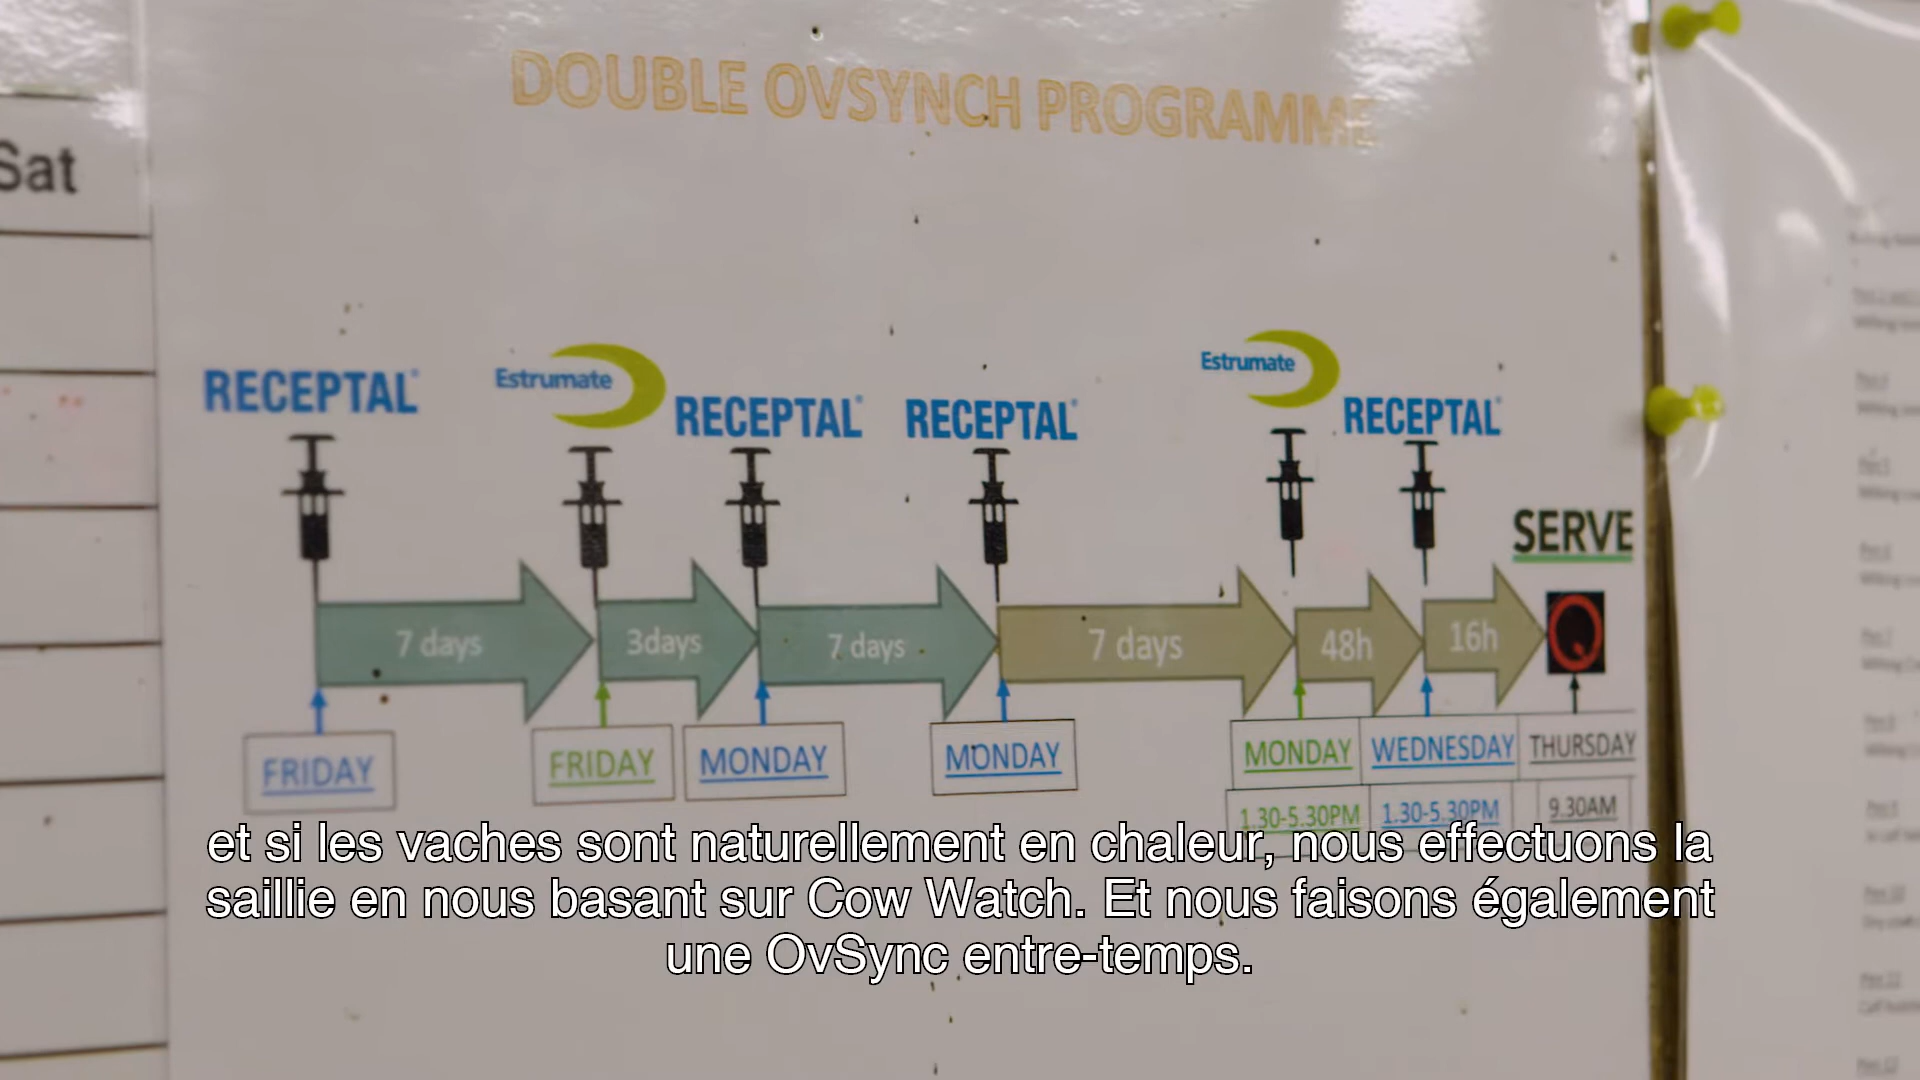 DOUBLE OVSYNCH PROGRAMME
Sat
RECEPTAL
Estrumate
RECEPTAL
RECEPTAL
Estrumate
RECEPTAL
SERVE
7 days
3days
7 days
7 days
48h
16h
FRIDAY
FRIDAY
MONDAY
MONDAY
MONDAY
WEDNESDAY
THURSDAY
1.30-5.30PM
1.30-5.30PM
9.30AM
et si les vaches sont naturellement en chaleur, nous effectuons la
saillie en nous basant sur Cow Watch. Et nous faisons également
une OvSync entre-temps.